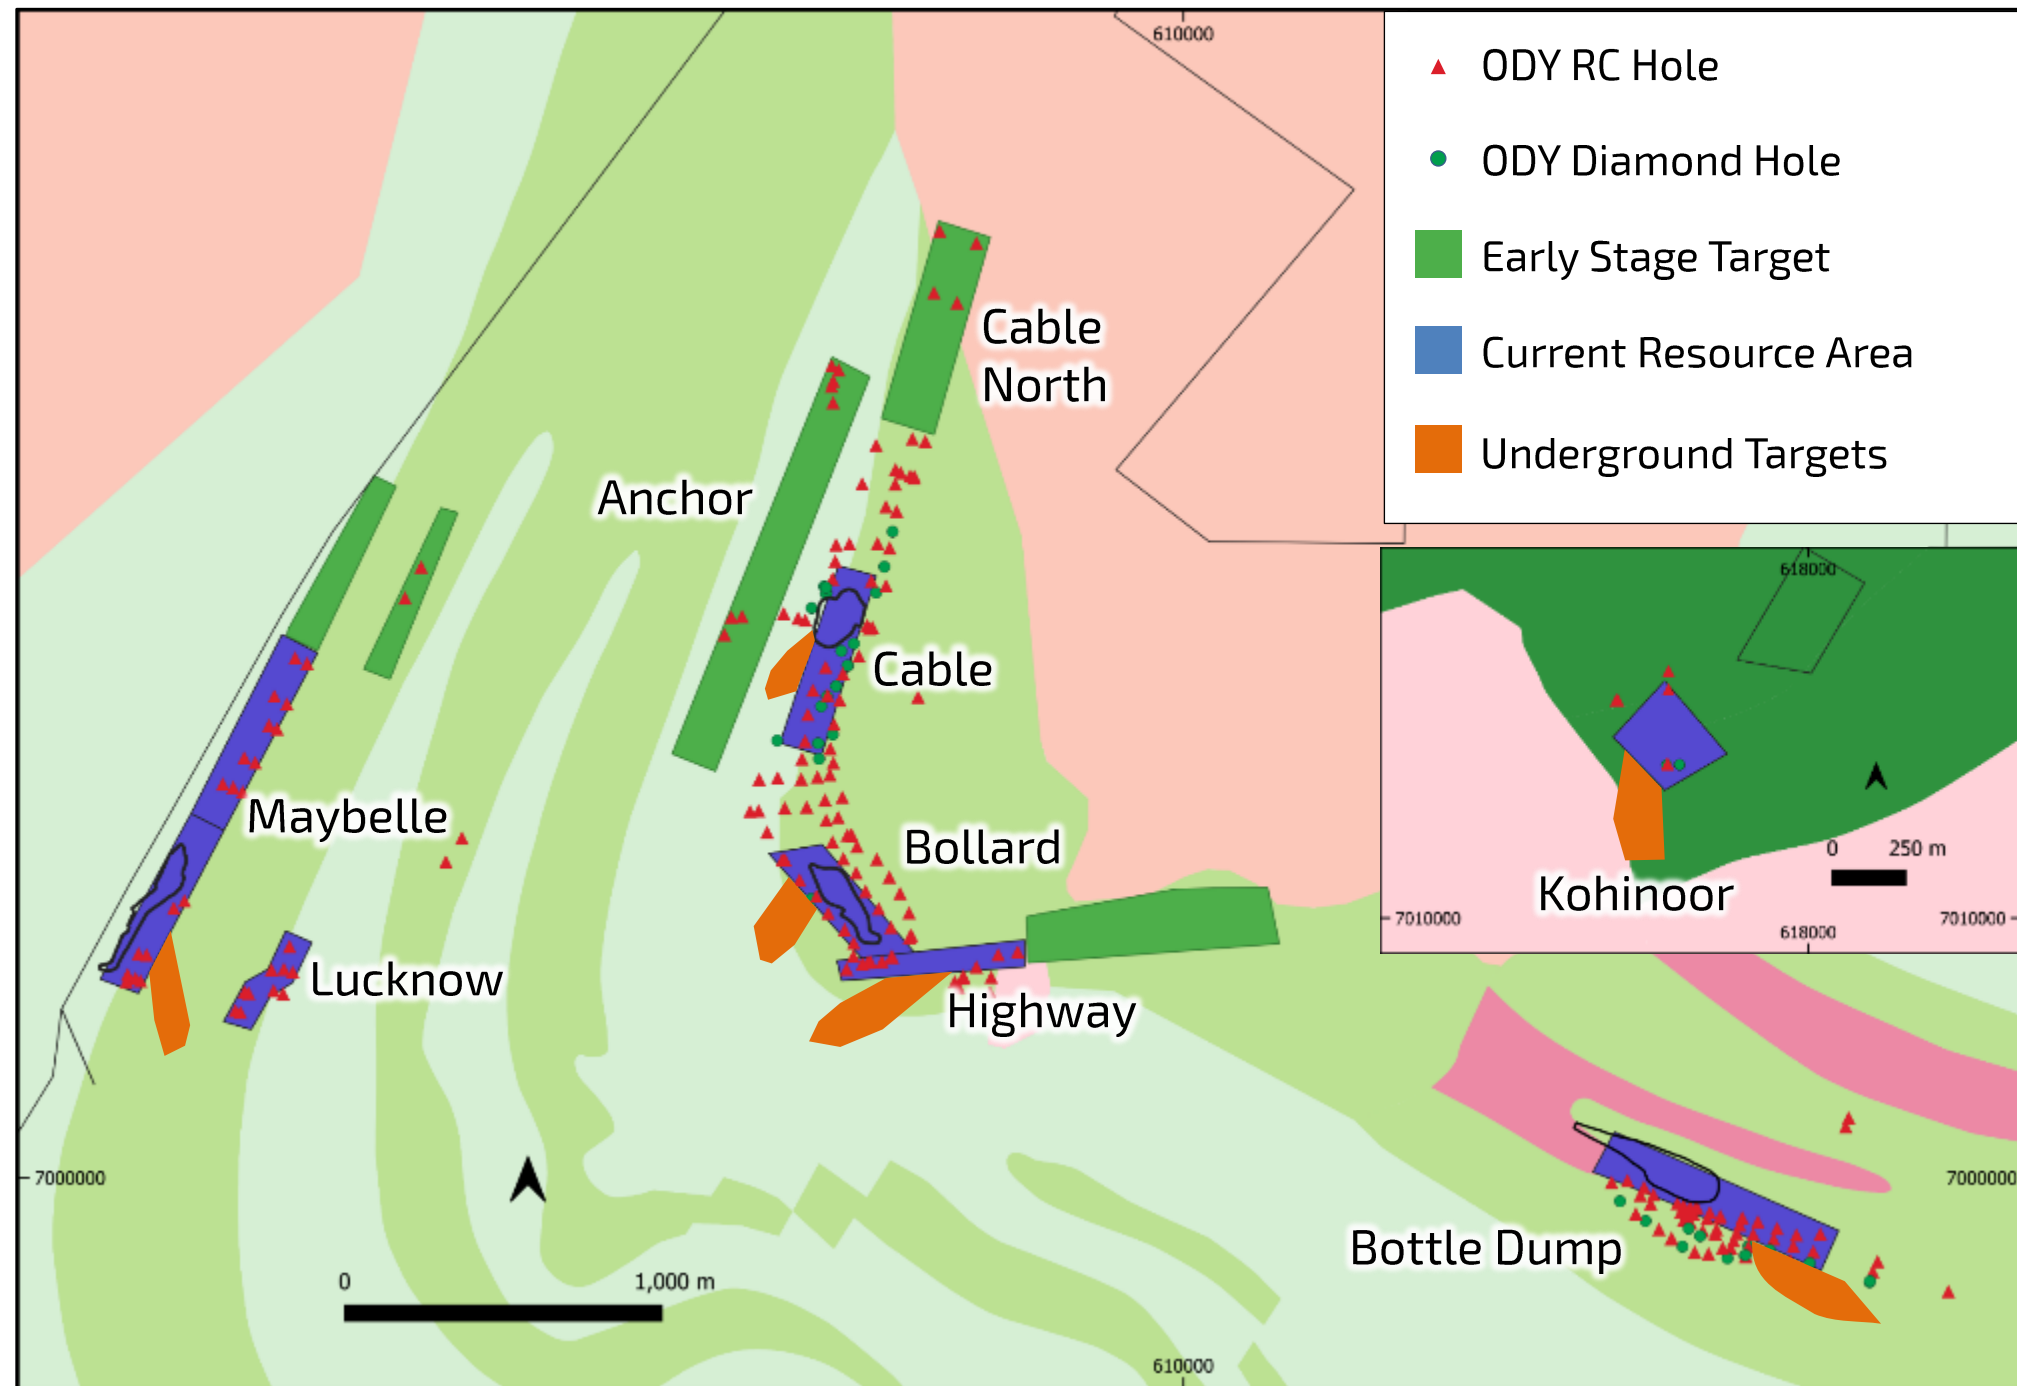 610000
ODY RC Hole
ODY Diamond Hole
Early Stage Target
Current Resource Area
Underground Targets
Cable
North
Anchor
Cable
Maybelle
Bollard
Lucknow
Highway
618000
0 250 m
Kohinoor
7010000
7010000
618000
7000000
7000000
Bottle Dump
0 1,000 m
610000